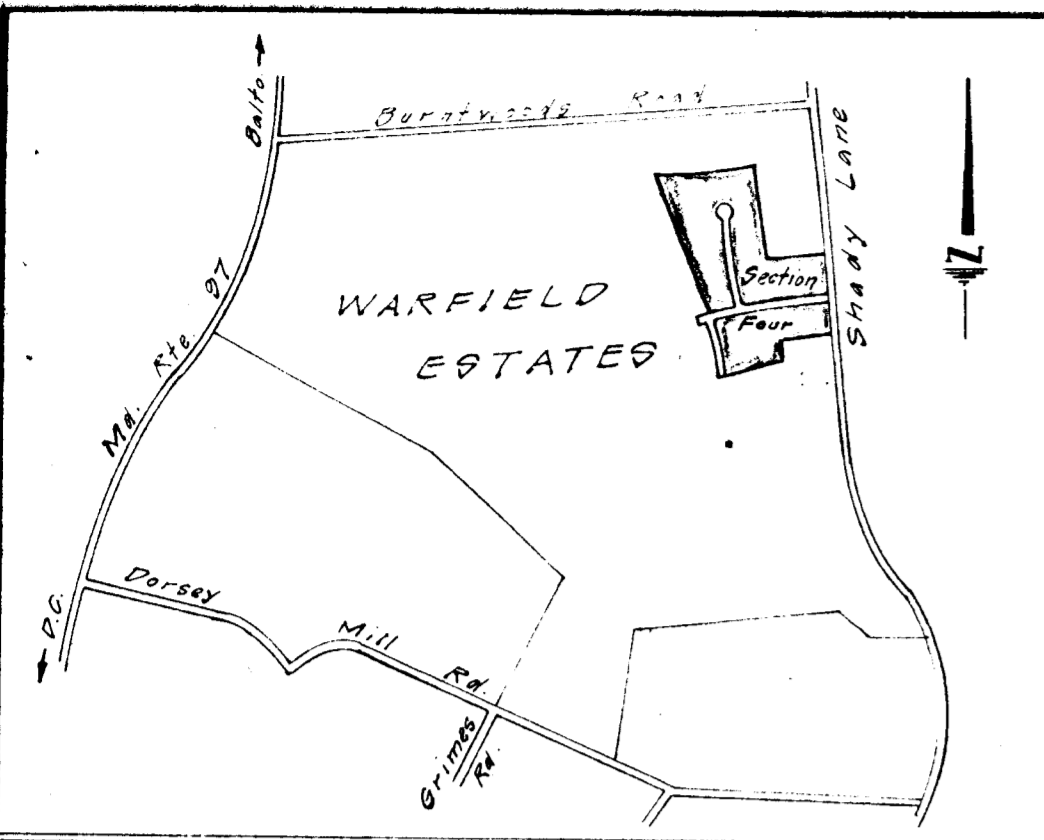 Balto.
Burntwoods Road
Shady Lane
Section
Four
N
WARFIELD
ESTATES
Md. Rte. 97
D.C.
Dorsey Mill Rd.
Grimes
Rd.